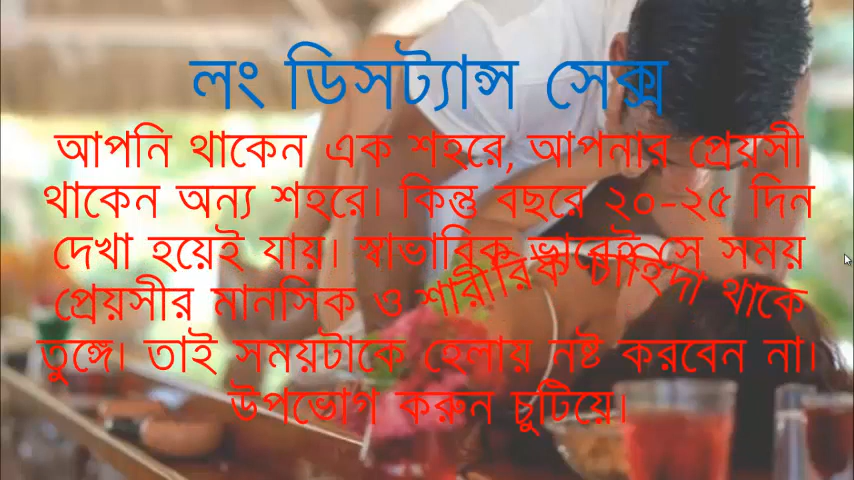 লং ডিসট্যান্স সেক্স
আপনি থাকেন এক শহরে, আপনার প্রেয়সী
থাকেন অন্য শহরে। কিন্তু বছরে ২০-২৫ দিন
দেখা হয়েই যায়। স্বাভাবিক ভাবেই সে সময়
প্রেয়সীর মানসিক ও শারীরিক চাহিদা থাকে
তুঙ্গে। তাই সময়টাকে হেলায় নষ্ট করবেন না।
উপভোগ করুন চুটিয়ে।